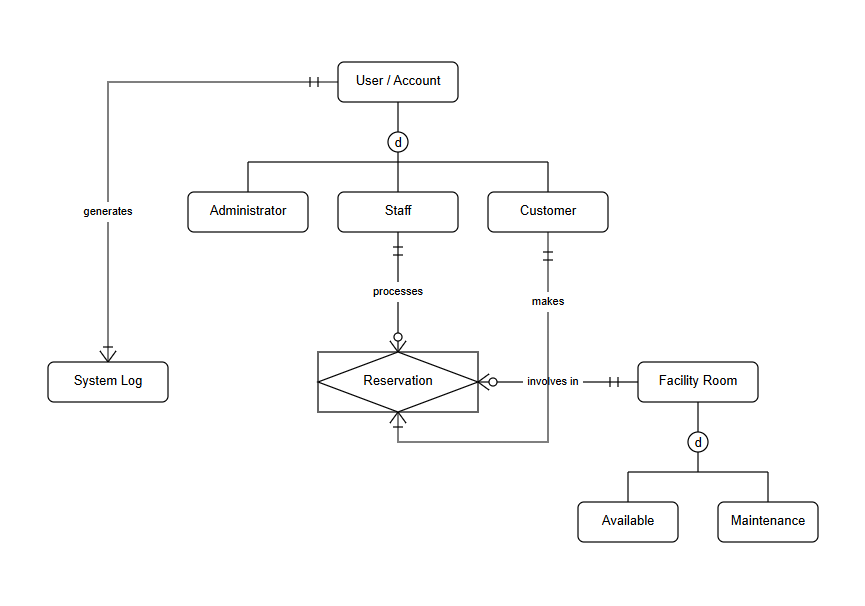 User / Account
d
Administrator
Staff
Customer
generates
processes
makes
System Log
Reservation
involves in
Facility Room
d
Available
Maintenance